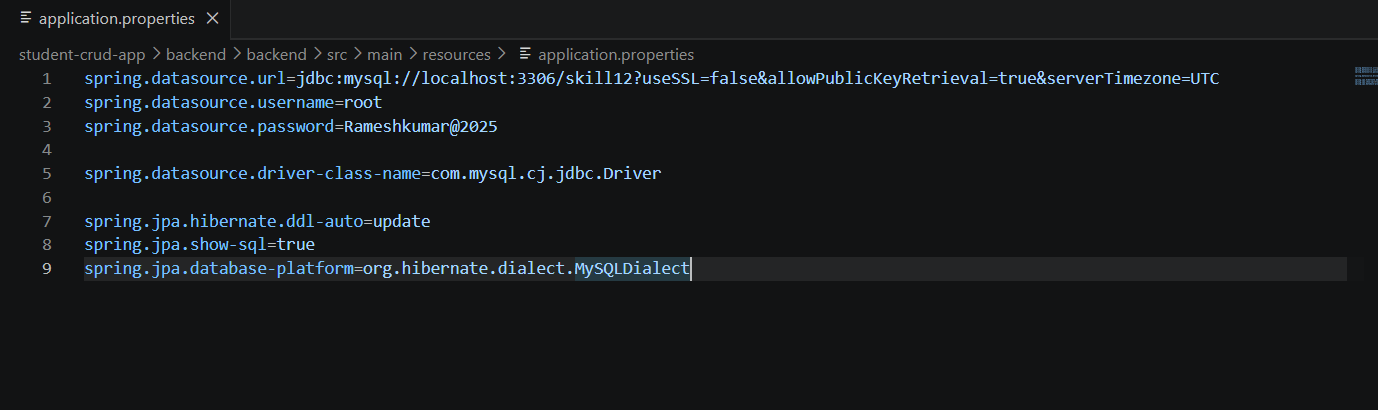 application.properties
student-crud-app > backend > backend > src > main > resources > application.properties
1 spring.datasource.url=jdbc:mysql://localhost:3306/skill12?useSSL=false&allowPublicKeyRetrieval=true&serverTimezone=UTC
2 spring.datasource.username=root
3 spring.datasource.password=Rameshkumar@2025
4
5 spring.datasource.driver-class-name=com.mysql.cj.jdbc.Driver
6
7 spring.jpa.hibernate.ddl-auto=update
8 spring.jpa.show-sql=true
9 spring.jpa.database-platform=org.hibernate.dialect.MySQLDialect